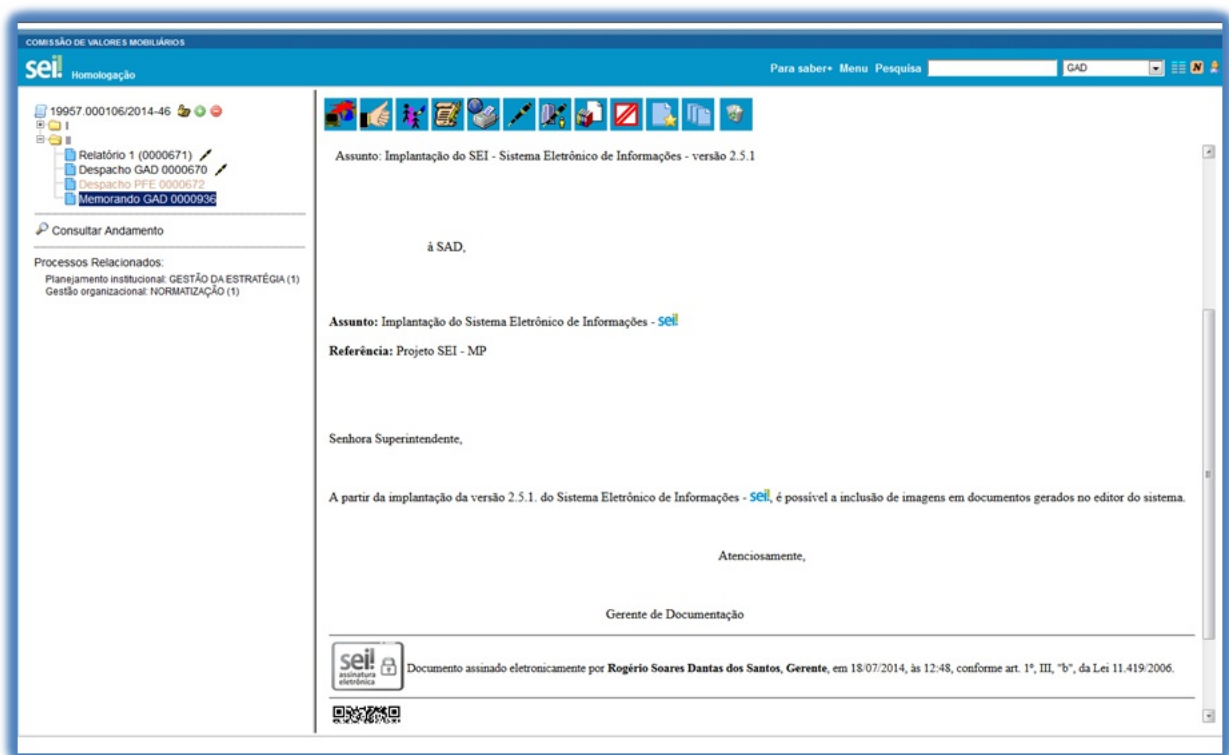 COMISSÃO DE VALORES MOBILIÁRIOS
sei! Homologação
Para saber+ Menu Pesquisa GAD
N
19957.000106/2014-46
I
II
Relatório 1 (0000671)
Despacho GAD 0000670
Despacho PFE 0000672
Memorando GAD 0000936
Consultar Andamento
Processos Relacionados:
Planejamento institucional: GESTÃO DA ESTRATÉGIA (1)
Gestão organizacional: NORMATIZAÇÃO (1)
Assunto: Implantação do SEI - Sistema Eletrônico de Informações - versão 2.5.1
à SAD,
Assunto: Implantação do Sistema Eletrônico de Informações - sei!
Referência: Projeto SEI - MP
Senhora Superintendente,
A partir da implantação da versão 2.5.1. do Sistema Eletrônico de Informações - sei!, é possível a inclusão de imagens em documentos gerados no editor do sistema.
Atenciosamente,
Gerente de Documentação
sei!
assinatura
eletrônica
Documento assinado eletronicamente por Rogério Soares Dantas dos Santos, Gerente, em 18/07/2014, às 12:48, conforme art. 1º, III, "b", da Lei 11.419/2006.